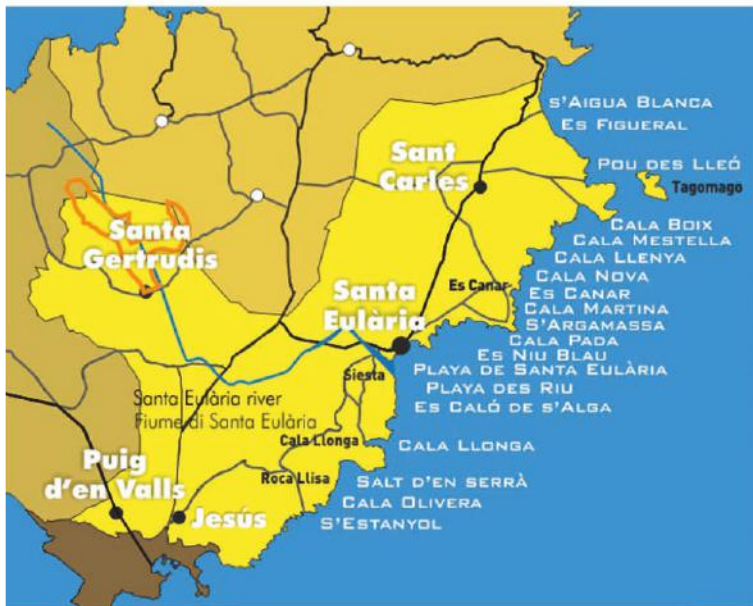 s'Aigua Blanca
Es Figueral
Sant
Carles
Pou des Lleó
Tagomago
Santa
Gertrudis
Cala Boix
Cala Mestella
Cala Llenya
Cala Nova
Es Canar
Santa
Eulària
Es Canar
Cala Martina
S'Argamassa
Cala Pada
Es Niu Blau
Siesta
Playa de Santa Eulària
Playa des Riu
Es Caló de s'Alga
Santa Eulària river
Fiume di Santa Eulària
Cala Llonga
Cala Llonga
Puig
d'en Valls
Roca Llisa
Salt d'en Serrà
Cala Olivera
Jesús
S'Estanyol